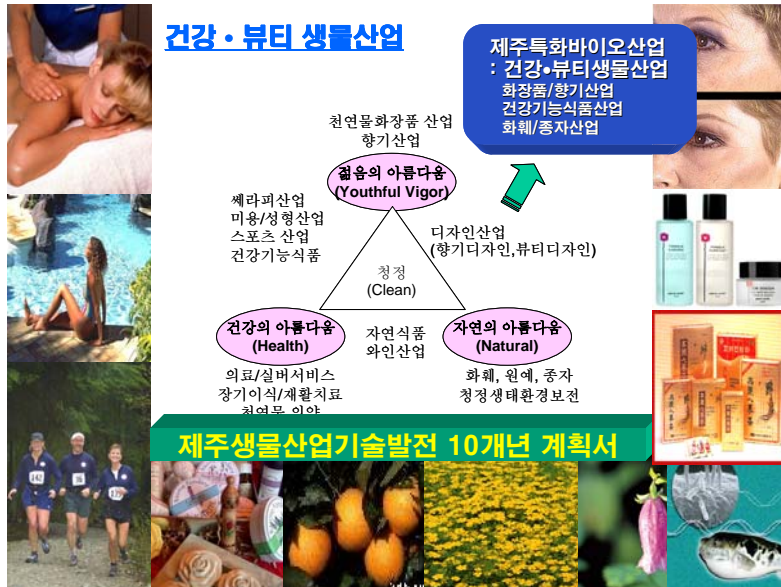 건강 • 뷰티 생물산업
제주특화바이오산업
: 건강•뷰티생물산업
화장품/향기산업
건강기능식품산업
화훼/종자산업
천연물화장품 산업
향기산업
젊음의 아름다움
(Youthful Vigor)
쎄라피산업
미용/성형산업
스포츠 산업
건강기능식품
디자인산업
(향기디자인,뷰티디자인)
청정
(Clean)
건강의 아름다움
(Health)
자연식품
와인산업
자연의 아름다움
(Natural)
의료/실버서비스
장기이식/재활치료
천연물 의약
화훼, 원예, 종자
청정생태환경보전
제주생물산업기술발전 10개년 계획서